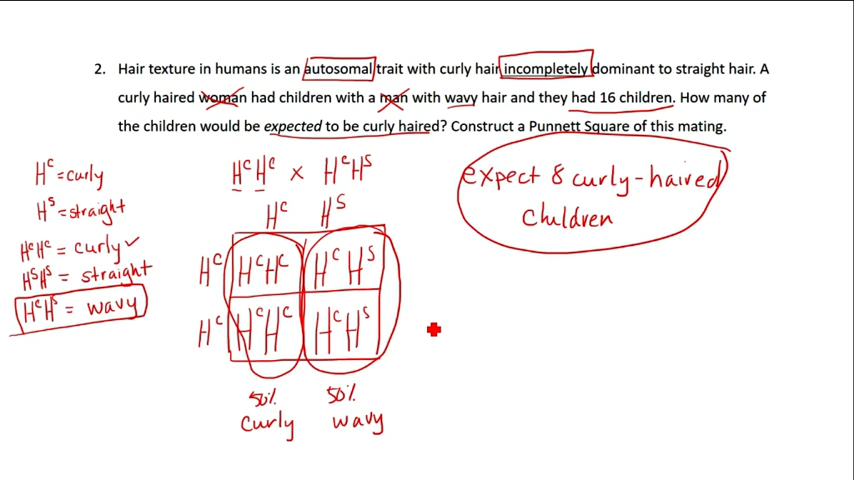 2. Hair texture in humans is an autosomal trait with curly hair incompletely dominant to straight hair. A
curly haired woman had children with a man with wavy hair and they had 16 children. How many of
the children would be expected to be curly haired? Construct a Punnett Square of this mating.
H^C = curly
H^S = straight
H^CH^C = curly ✓
H^SH^S = straight
H^CH^S = wavy
H^CH^C x H^CH^S
H^C H^S
H^C H^CH^C H^CH^S
H^C H^CH^C H^CH^S
50% 50%
curly wavy
expect 8 curly-haired
children